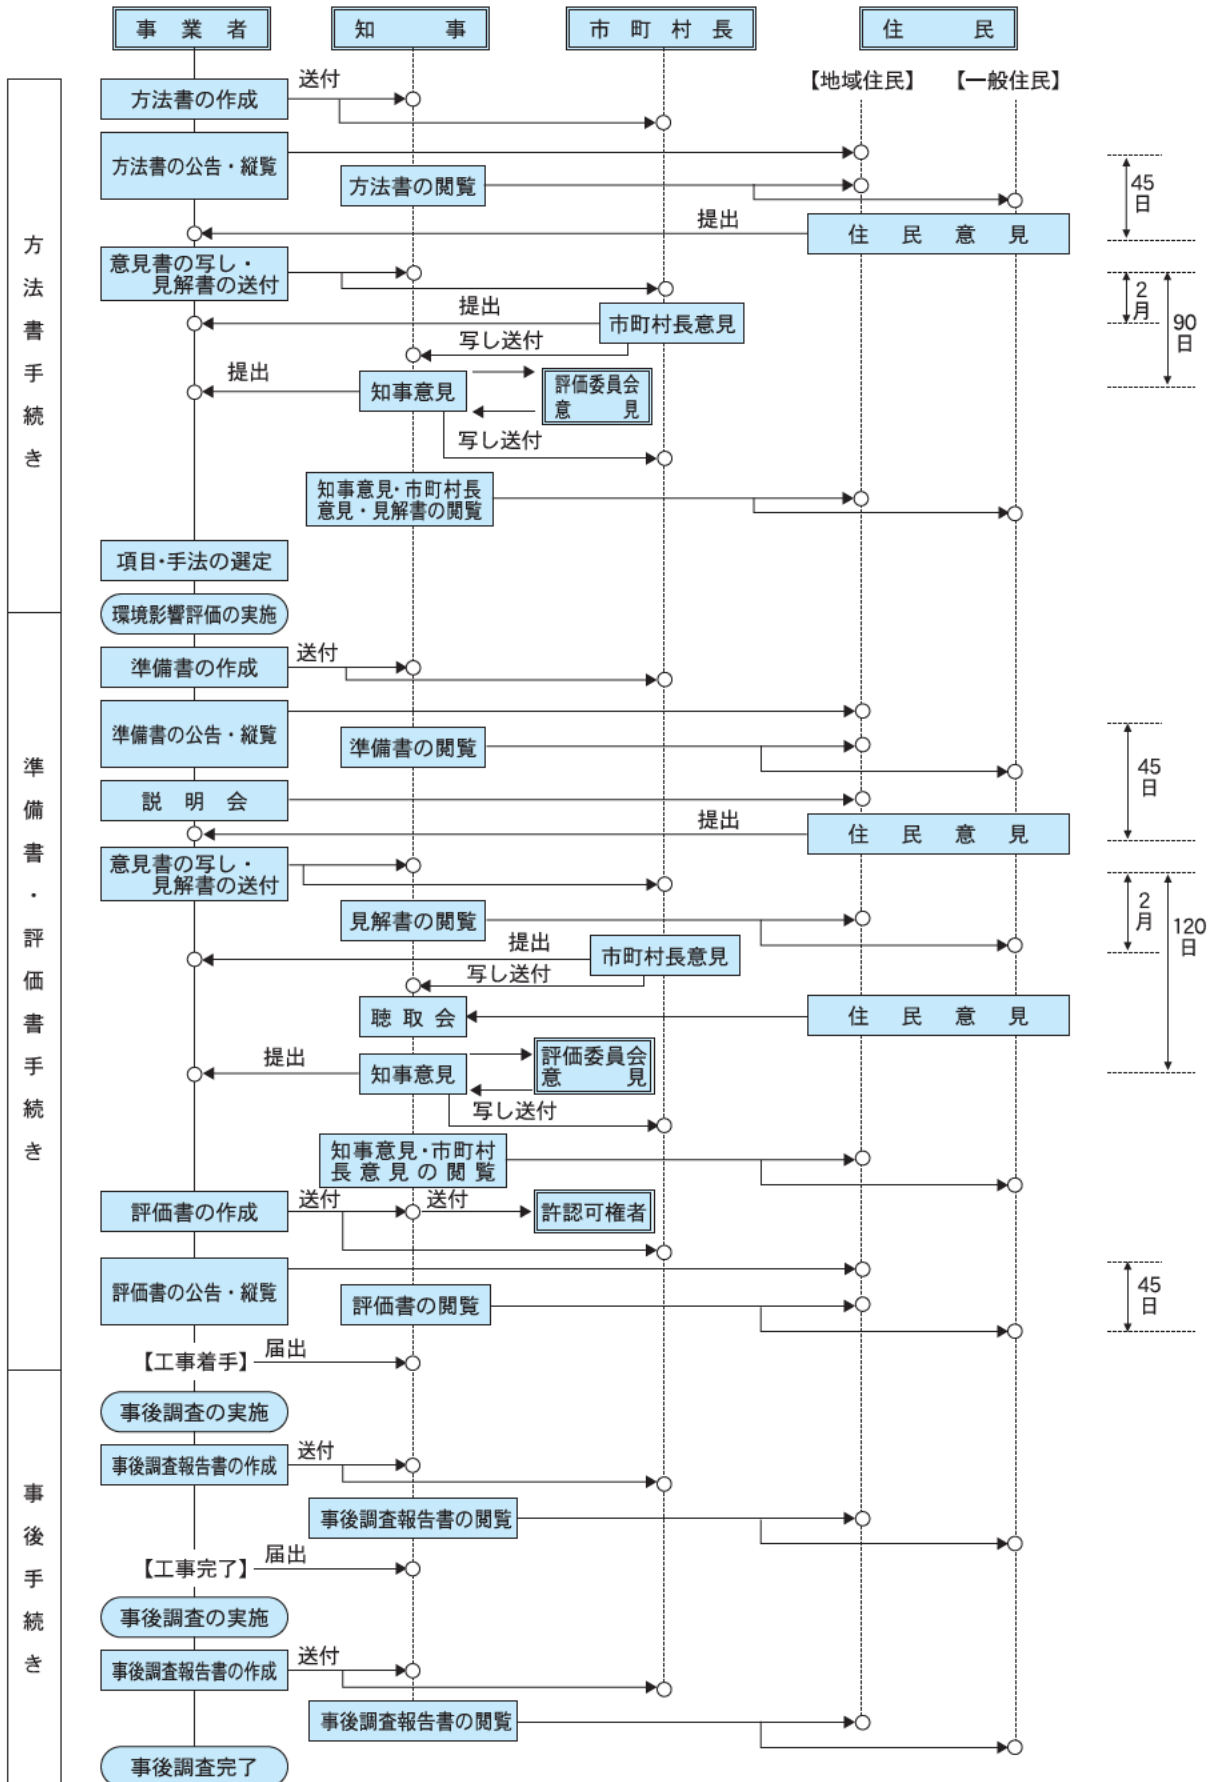 事業者
知事
市町村長
住民
【地域住民】
【一般住民】
方法書手続き
方法書の作成
送付
方法書の公告・縦覧
方法書の閲覧
45日
提出
住民意見
意見書の写し・
見解書の送付
2月
90日
提出
市町村長意見
写し送付
提出
知事意見
評価委員会
意見
写し送付
知事意見・市町村長
意見・見解書の閲覧
項目・手法の選定
環境影響評価の実施
準備書・評価書手続き
準備書の作成
送付
準備書の公告・縦覧
準備書の閲覧
45日
説明会
提出
住民意見
意見書の写し・
見解書の送付
2月
120日
見解書の閲覧
提出
市町村長意見
写し送付
聴取会
住民意見
提出
知事意見
評価委員会
意見
写し送付
知事意見・市町村
長意見の閲覧
評価書の作成
送付
送付
許認可権者
評価書の公告・縦覧
評価書の閲覧
45日
【工事着手】
届出
事後手続き
事後調査の実施
事後調査報告書の作成
送付
事後調査報告書の閲覧
【工事完了】
届出
事後調査の実施
事後調査報告書の作成
送付
事後調査報告書の閲覧
事後調査完了